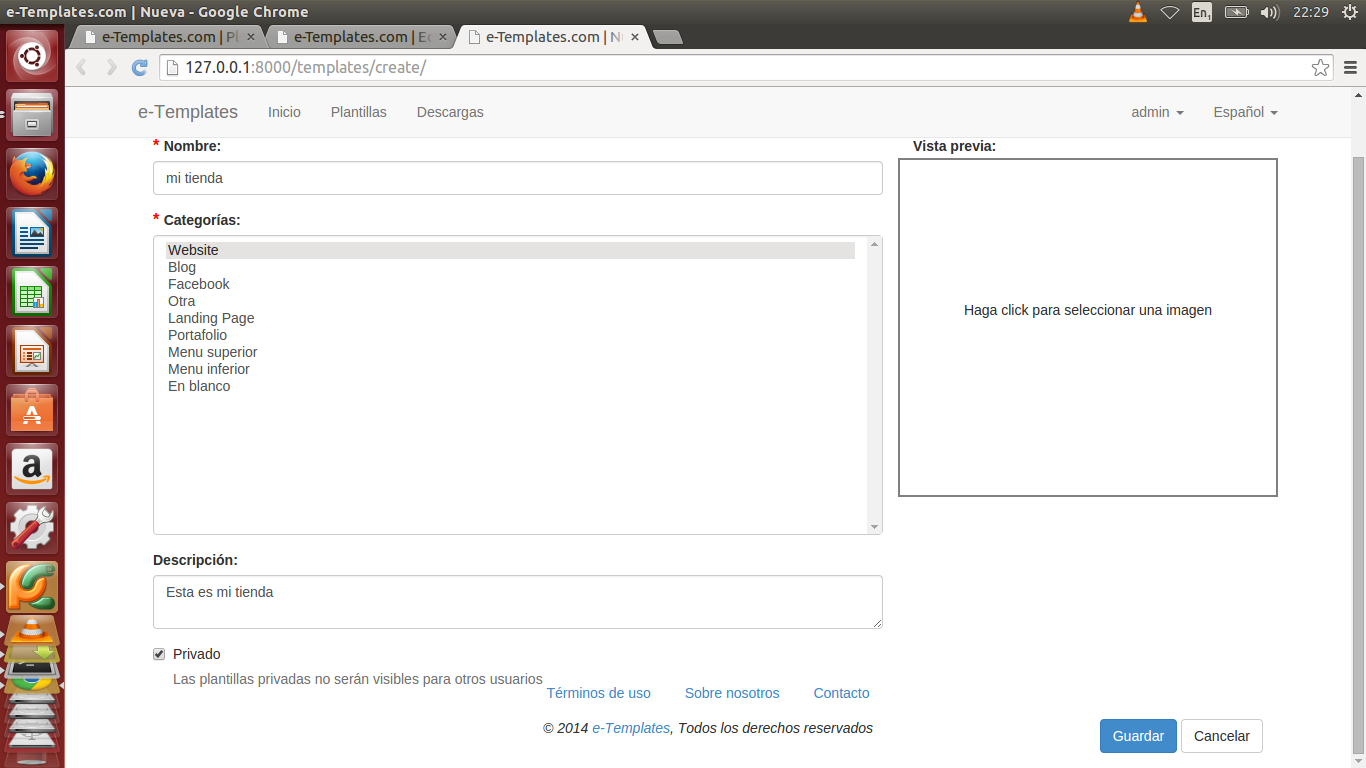 e-Templates.com | Nueva - Google Chrome
En1
22:29
e-Templates.com | Pl
e-Templates.com |
e-Templates.com | N
127.0.0.1:8000/templates/create/
e-Templates Inicio Plantillas Descargas admin Español
* Nombre:
Vista previa:
mi tienda
* Categorías:
Website
Blog
Facebook
Otra
Landing Page
Portafolio
Menu superior
Menu inferior
En blanco
Haga click para seleccionar una imagen
Descripción:
Esta es mi tienda
Privado
Las plantillas privadas no serán visibles para otros usuarios
Términos de uso Sobre nosotros Contacto
© 2014 e-Templates, Todos los derechos reservados
Guardar Cancelar